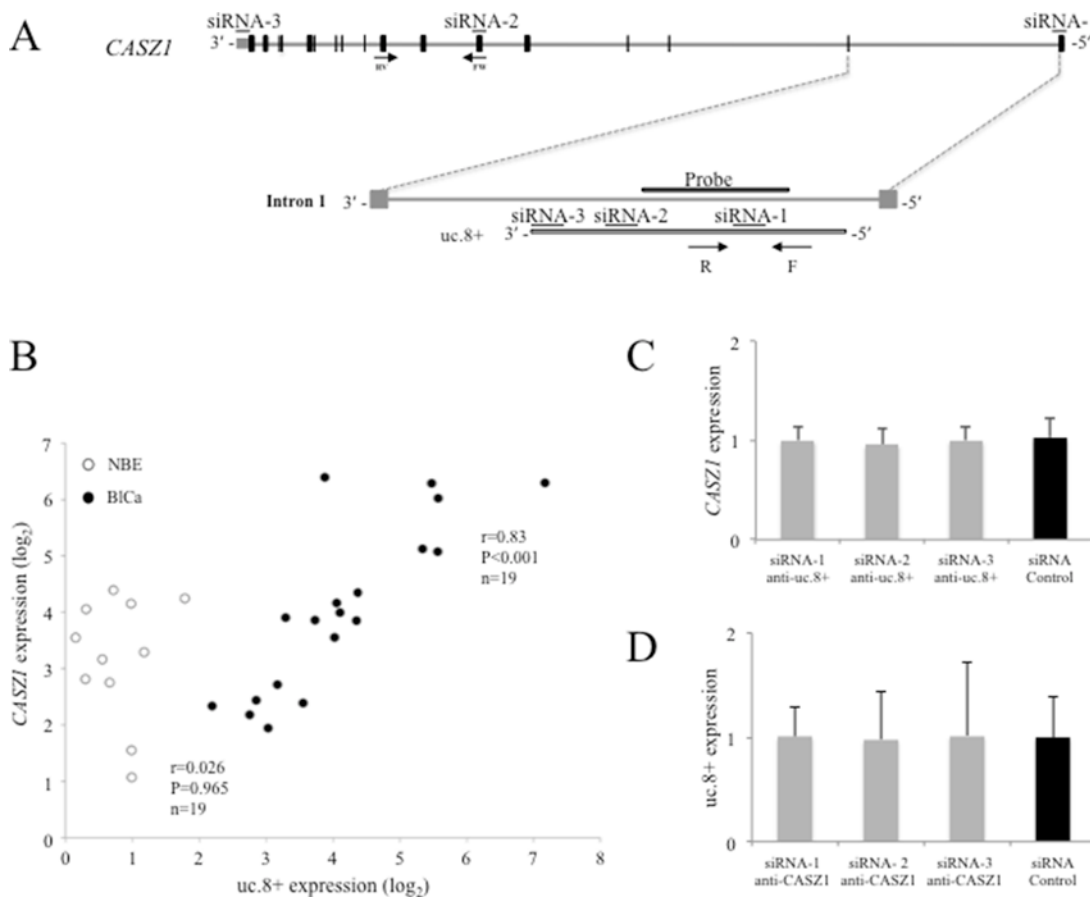 A
siRNA-3
siRNA-2
siRNA-
CASZ1
3′ -
-5′
RV
FW
Probe
Intron 1
3′ -
-5′
siRNA-3
siRNA-2
siRNA-1
uc.8+
3′ -
-5′
R
F
B
CASZ1 expression (log2)
7
6
5
4
3
2
1
0
NBE
BlCa
r=0.83
P<0.001
n=19
r=0.026
P=0.965
n=19
0 1 2 3 4 5 6 7 8
uc.8+ expression (log2)
C
CASZ1 expression
2
1
0
siRNA-1 anti-uc.8+
siRNA-2 anti-uc.8+
siRNA-3 anti-uc.8+
siRNA Control
D
uc.8+ expression
2
1
0
siRNA-1 anti-CASZ1
siRNA- 2 anti-CASZ1
siRNA-3 anti-CASZ1
siRNA Control